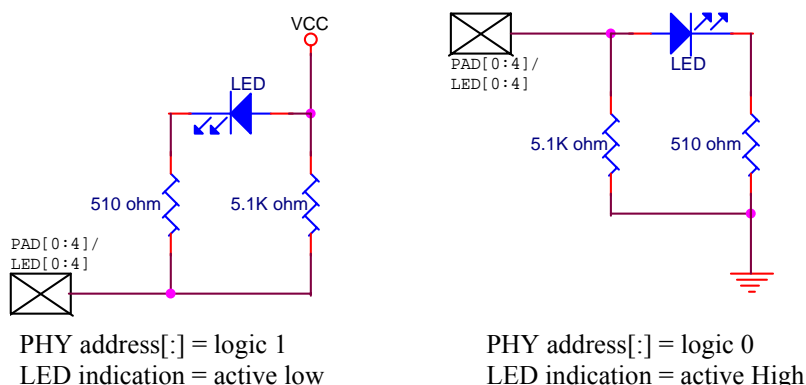 VCC
LED
510 ohm
5.1K ohm
PAD[0:4]/
LED[0:4]
PHY address[:] = logic 1
LED indication = active low
PAD[0:4]/
LED[0:4]
LED
5.1K ohm
510 ohm
PHY address[:] = logic 0
LED indication = active High